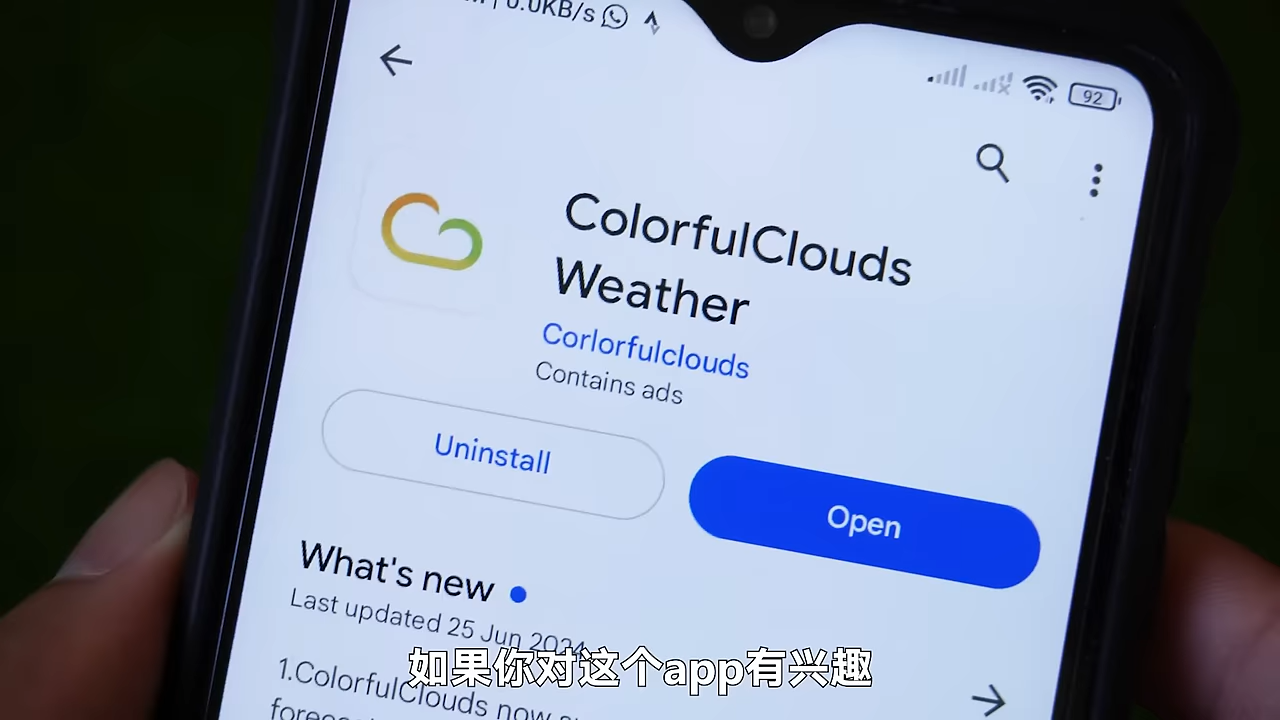 0.0KB/s
92
ColorfulClouds
Weather
Corlorfulclouds
Contains ads
Uninstall
Open
What's new
Last updated 25 Jun 2024
1.ColorfulClouds now
如果你对这个app有兴趣